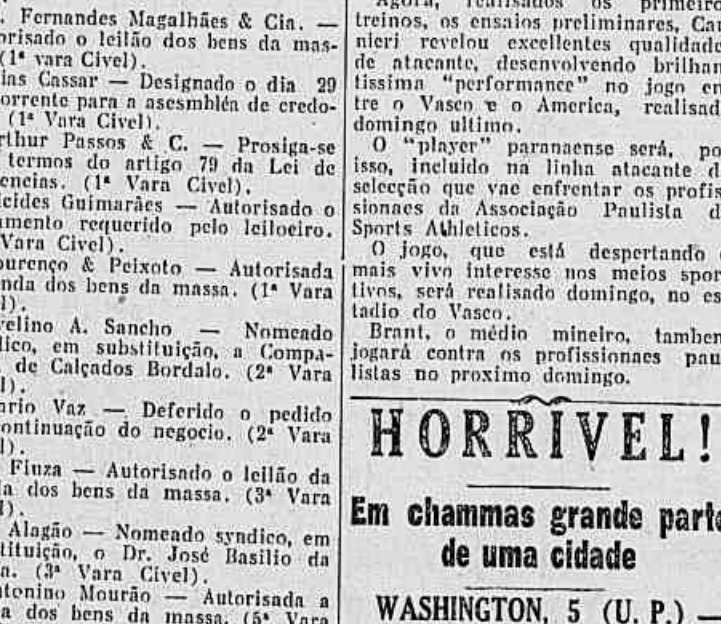 . Fernandes Magalhães & Cia. —
orisado o leilão dos bens da mas-
(1ª vara Civel).
ias Cassar — Designado o dia 29
orrente para a asesmbléa de credo-
(1ª Vara Civel).
rthur Passos & C. — Prosiga-se
termos do artigo 79 da Lei de
encias. (1ª Vara Civel).
cides Guimarães — Autorisado o
amento requerido pelo leiloeiro.
Vara Civel).
ourenço & Peixoto — Autorisada
nda dos bens da massa. (1ª Vara
l).
velino A. Sancho — Nomeado
lico, em substituição, a Compa-
de Calçados Bordalo. (2ª Vara
l).
ario Vaz — Deferido o pedido
ontinuação do negocio. (2ª Vara
l).
Fiuza — Autorisado o leilão da
a dos bens da massa. (3ª Vara
l).
Alagão — Nomeado syndico, em
tituição, o Dr. José Basilio da
a. (3ª Vara Civel).
ntonino Mourão — Autorisada a
a dos bens da massa. (5ª Vara
Agora, realisados os primeiro
treinos, os ensaios preliminares, Car
nieri revelou excellentes qualidade
de atacante, desenvolvendo brilhan
tissima "performance" no jogo en
tre o Vasco e o America, realisad
domingo ultimo.
O "player" paranaense será, po
isso, incluido na linha atacante d
selecção que vae enfrentar os profis
sionaes da Associação Paulista d
Sports Athleticos.
O jogo, que está despertando o
mais vivo interesse nos meios spor
tivos, será realisado domingo, no es
tadio do Vasco.
Brant, o médio mineiro, tambem
jogará contra os profissionaes pau
listas no proximo domingo.
HORRIVEL!
Em chammas grande parte
de uma cidade
WASHINGTON, 5 (U. P.) —